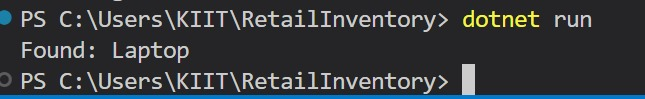 PS C:\Users\KIIT\RetailInventory> dotnet run
Found: Laptop
PS C:\Users\KIIT\RetailInventory>